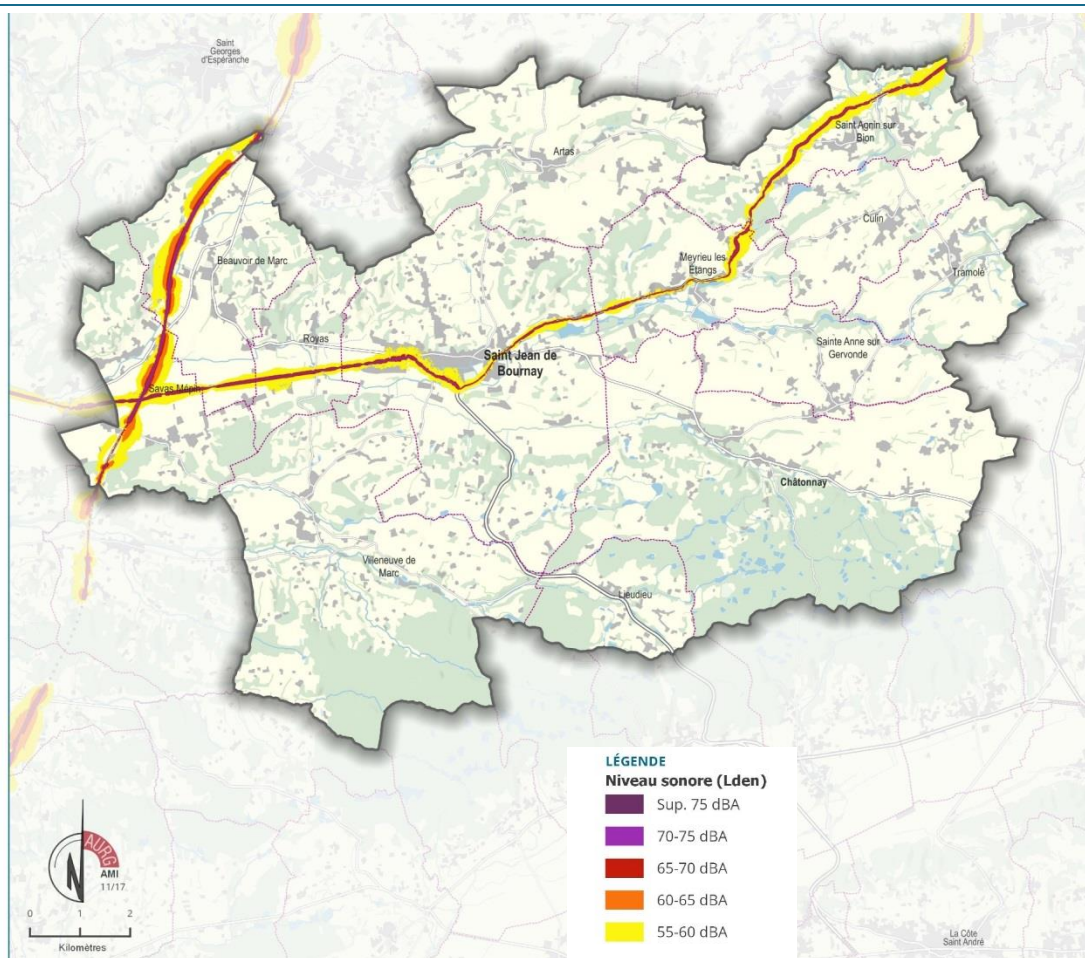 Saint
Georges
d'Espéranche
Saint Agnin sur
Bion
Artas
Culin
Beauvoir de Marc
Meyrieu les
Étangs
Tramolé
Royas
Saint Jean de
Bournay
Sainte Anne sur
Gervonde
Savas Mépin
Châtonnay
Villeneuve de
Marc
Lieudieu
LÉGENDE
Niveau sonore (Lden)
Sup. 75 dBA
70-75 dBA
65-70 dBA
60-65 dBA
55-60 dBA
AURG
AMI
11/17
N
0 1 2
Kilomètres
La Côte
Saint André